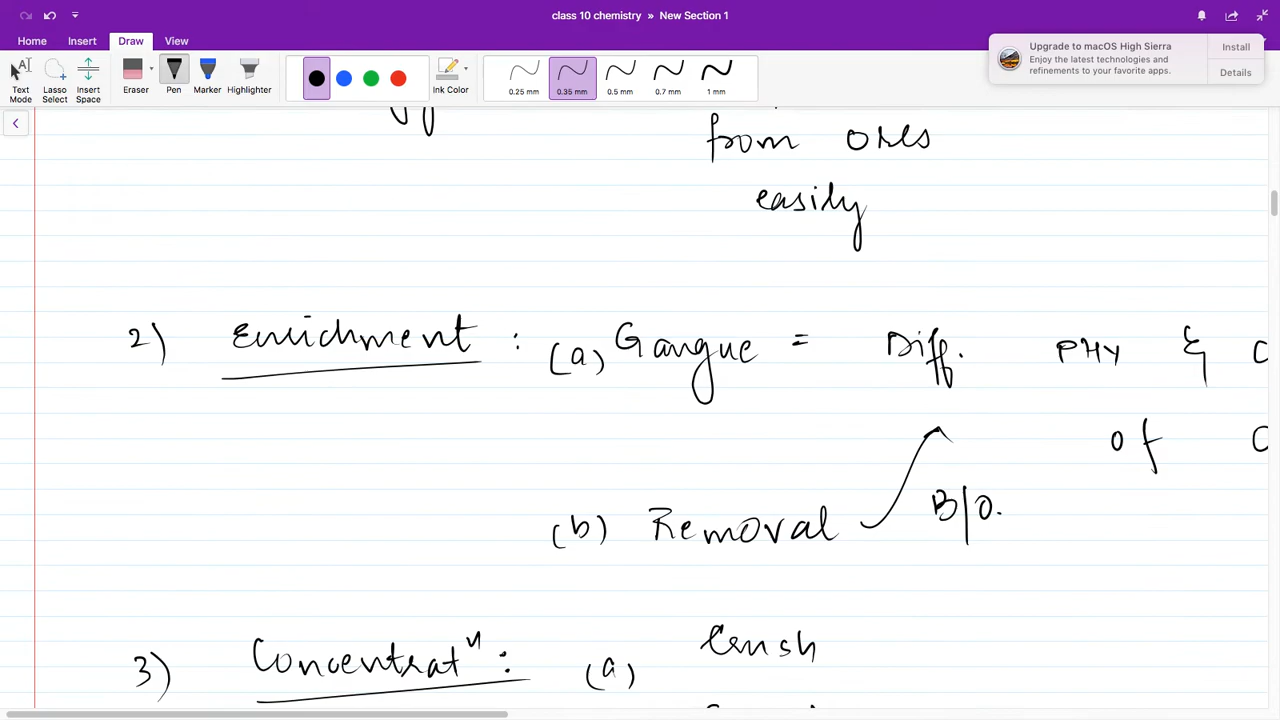 class 10 chemistry » New Section 1
Home Insert Draw View
Upgrade to macOS High Sierra
Enjoy the latest technologies and
refinements to your favorite apps.
Install
Details
Text Mode
Lasso Select
Insert Space
Eraser
Pen
Marker
Highlighter
Ink Color
0.25 mm 0.35 mm 0.5 mm 0.7 mm 1 mm
from ores
easily
2) Enrichment : (a) Gangue = Diff. PHY &
of
(b) Removal B/O.
3) Concentratn : (a) Crush